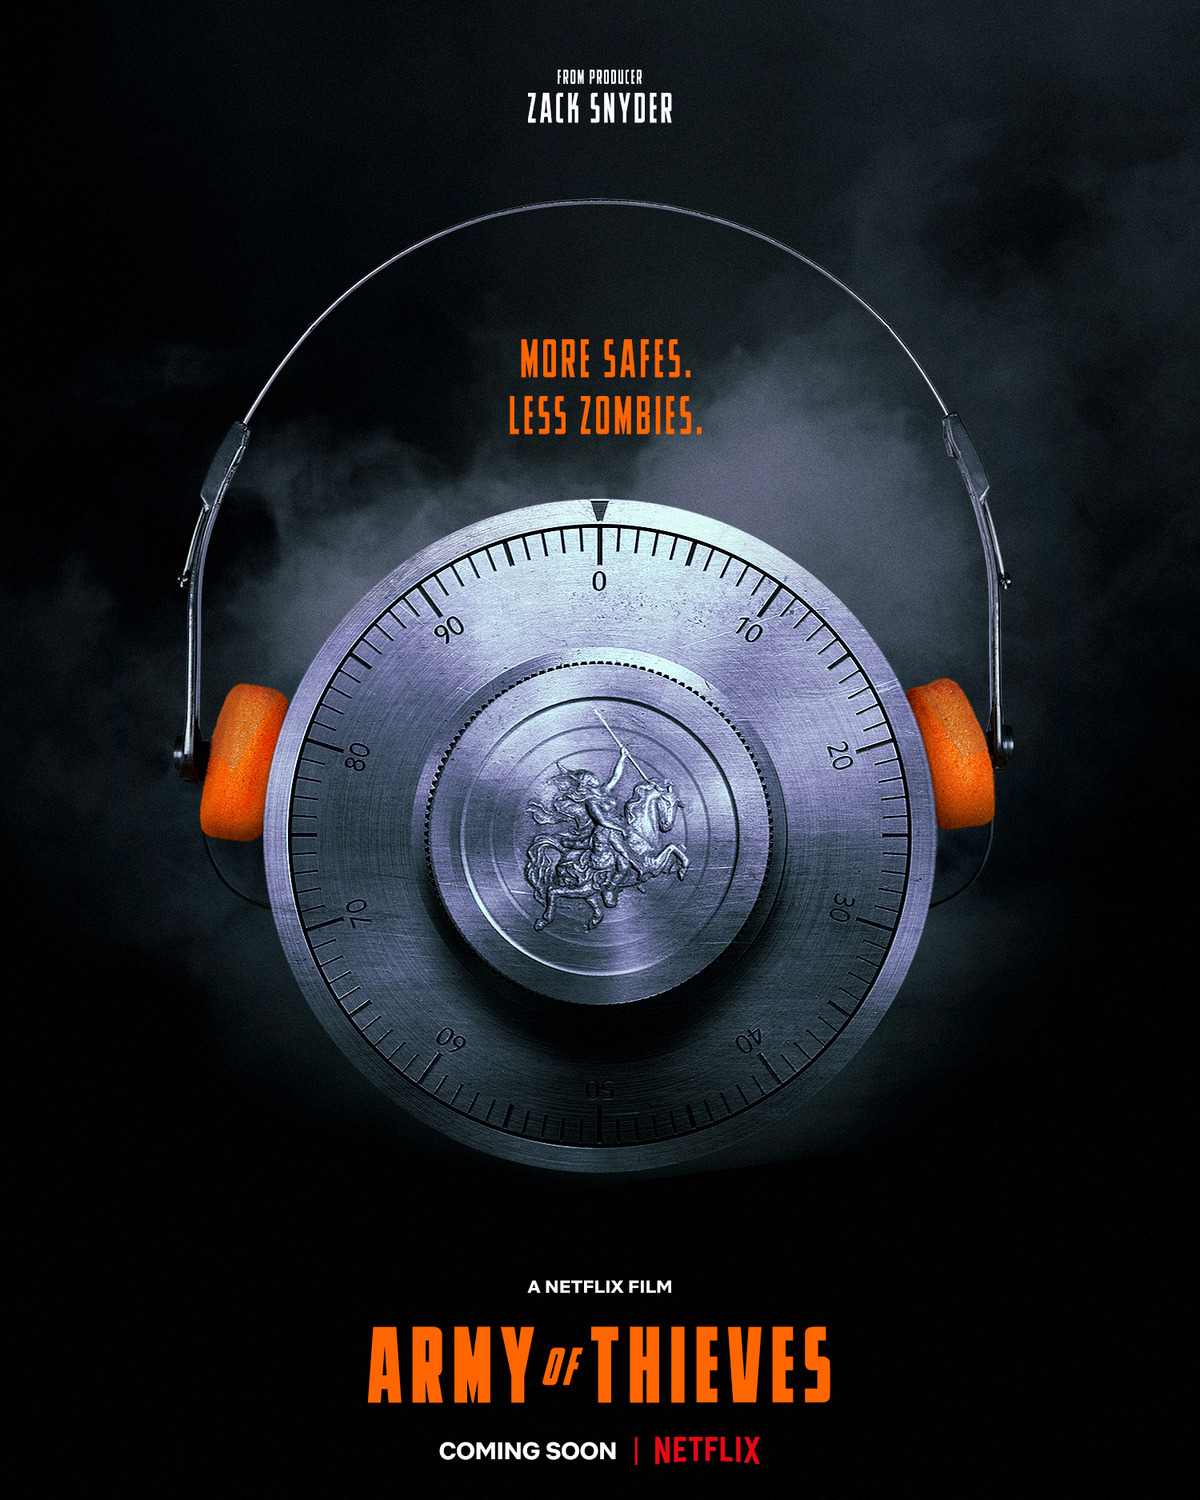 FROM PRODUCER
ZACK SNYDER
MORE SAFES.
LESS ZOMBIES.
0
90
10
80
20
70
30
60
40
50
A NETFLIX FILM
ARMY OF THIEVES
COMING SOON | NETFLIX